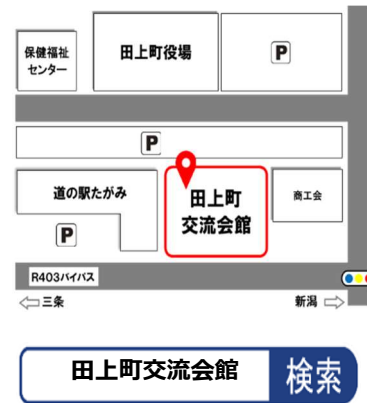 保健福祉
センター
田上町役場
P
P
道の駅たがみ
P
田上町
交流会館
商工会
R403バイパス
⇦三条
新潟⇨
田上町交流会館
検索